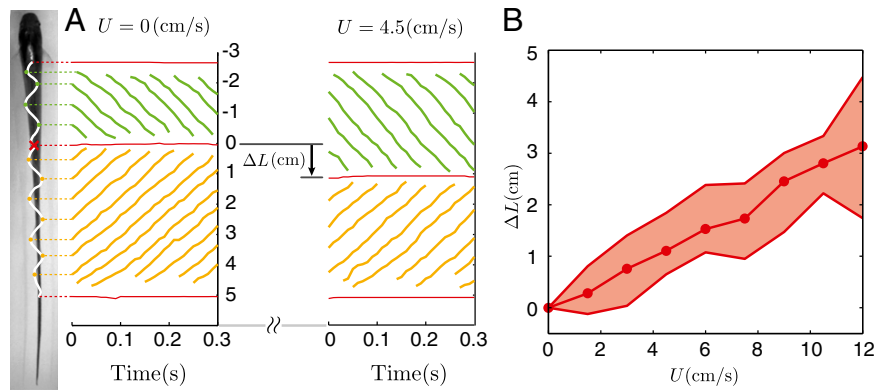 A
U = 0 (cm/s)
U = 4.5(cm/s)
-3
-2
-1
0
1
2
3
4
5
ΔL(cm)
0 0.1 0.2 0.3
0 0.1 0.2 0.3
Time(s)
Time(s)
B
5
4
3
2
1
0
ΔL(cm)
0 2 4 6 8 10 12
U(cm/s)